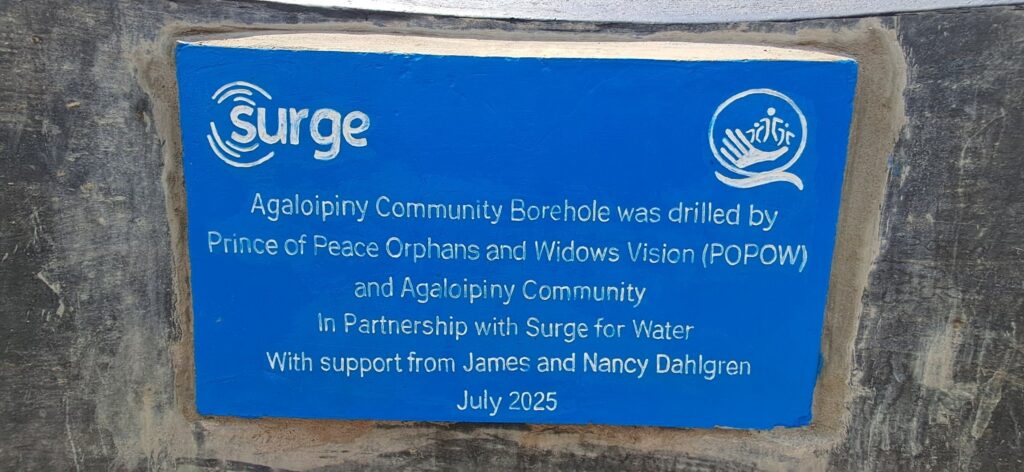 surge
Agaloipiny Community Borehole was drilled by
Prince of Peace Orphans and Widows Vision (POPOW)
and Agaloipiny Community
In Partnership with Surge for Water
With support from James and Nancy Dahlgren
July 2025